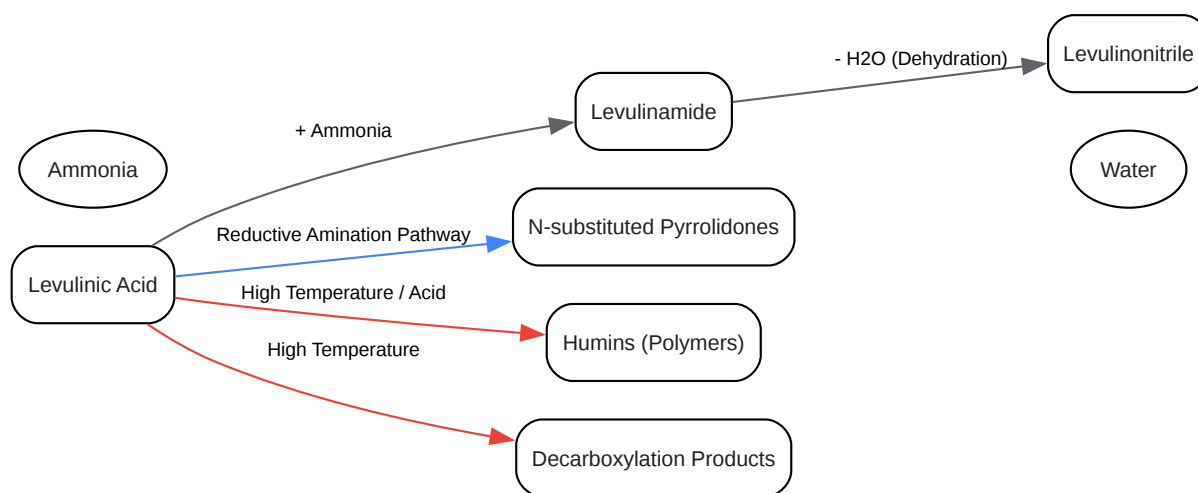 - H2O (Dehydration)
Levulinonitrile
+ Ammonia
Levulinamide
Ammonia
Water
Reductive Amination Pathway
N-substituted Pyrrolidones
Levulinic Acid
High Temperature / Acid
Humins (Polymers)
High Temperature
Decarboxylation Products